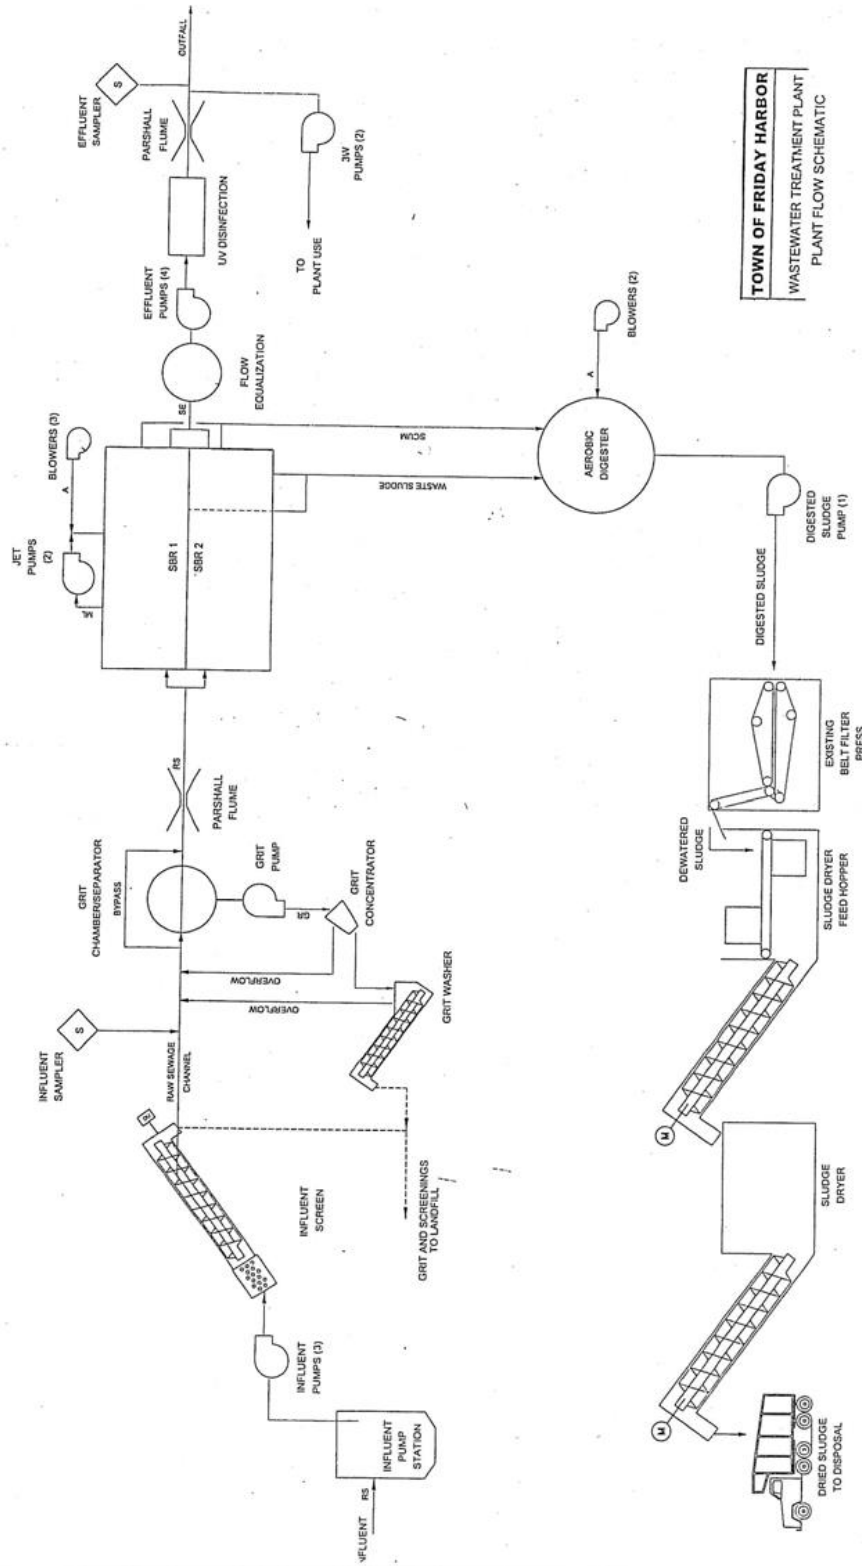 INFLUENT
SAMPLER
S
GRIT
CHAMBER/SEPARATOR
BYPASS
JET
PUMPS
(2)
BLOWERS (3)
A
ML
EFFLUENT
SAMPLER
S
EFFLUENT
PUMPS (4)
PARSHALL
FLUME
OUTFALL
RAW SEWAGE
CHANNEL
RS
PARSHALL
FLUME
SBR 1
SBR 2
SE
FLOW
EQUALIZATION
UV DISINFECTION
3W
PUMPS (2)
TO
PLANT USE
INFLUENT
RS
INFLUENT
PUMP
STATION
INFLUENT
PUMPS (3)
INFLUENT
SCREEN
OVERFLOW
OVERFLOW
GRIT
PUMP
GR
GRIT
CONCENTRATOR
GRIT WASHER
GRIT AND SCREENINGS
TO LANDFILL
WASTE SLUDGE
SCUM
AEROBIC
DIGESTER
A
BLOWERS (2)
DIGESTED
SLUDGE
PUMP (1)
DIGESTED SLUDGE
EXISTING
BELT FILTER
PRESS
DEWATERED
SLUDGE
SLUDGE DRYER
FEED HOPPER
M
SLUDGE
DRYER
M
DRIED SLUDGE
TO DISPOSAL
TOWN OF FRIDAY HARBOR
WASTEWATER TREATMENT PLANT
PLANT FLOW SCHEMATIC